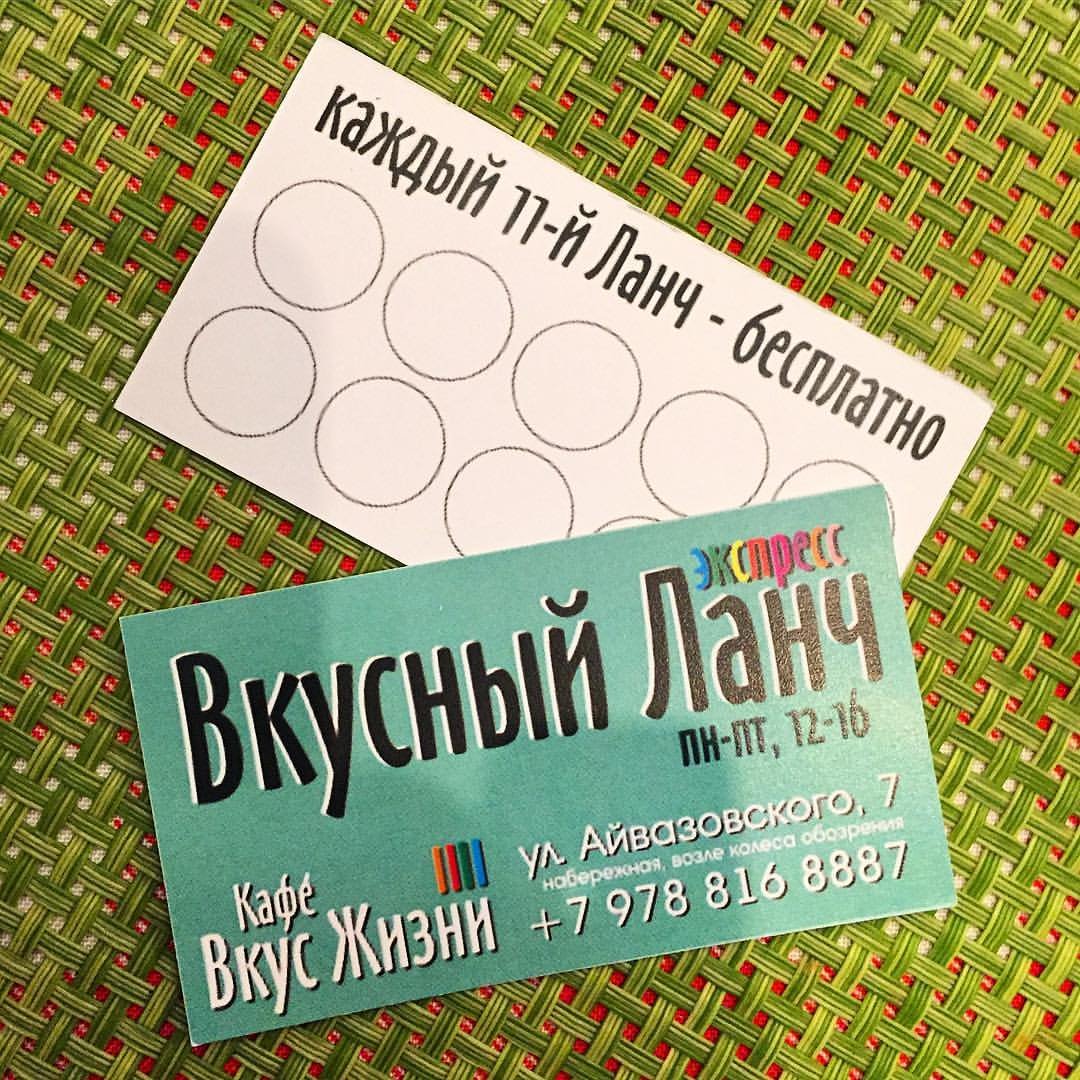 каждый 11-й Ланч - бесплатно
экспресс
Вкусный Ланч
пн-пт, 12-16
ул. Айвазовского, 7
набережная, возле колеса обозрения
+7 978 816 8887
Кафе
Вкус Жизни